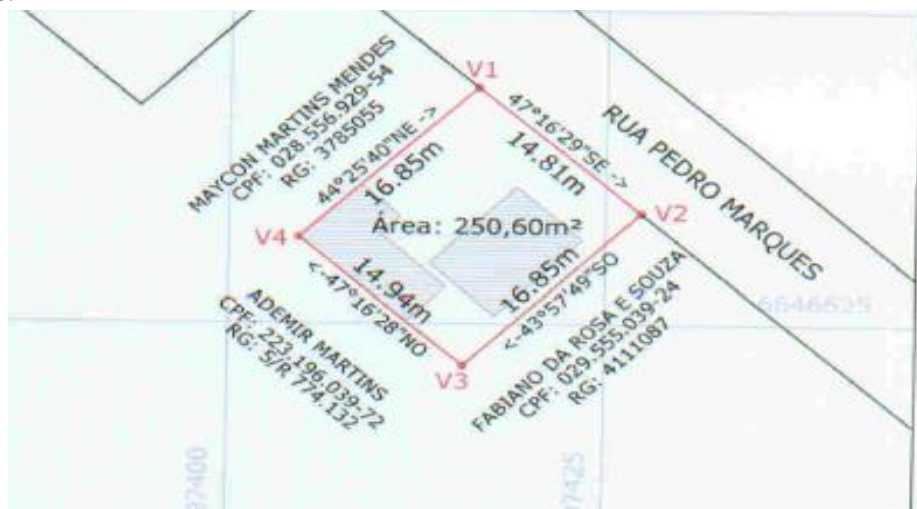 V1
47°16'29"SE ->
14.81m
RUA PEDRO MARQUES
MAYCON MARTINS MENDES
CPF: 028.556.929-54
RG: 3785055
44°25'40"NE ->
16.85m
V2
Área: 250,60m²
V4
14.94m
<-47°16'28"NO
16.85m
<-43°57'49"SO
ADEMIR MARTINS
CPF: 223.196.039-72
RG: S/R 774.132
V3
FABIANO DA ROSA E SOUZA
CPF: 029.555.039-24
RG: 4111087
6646625
97400
97425